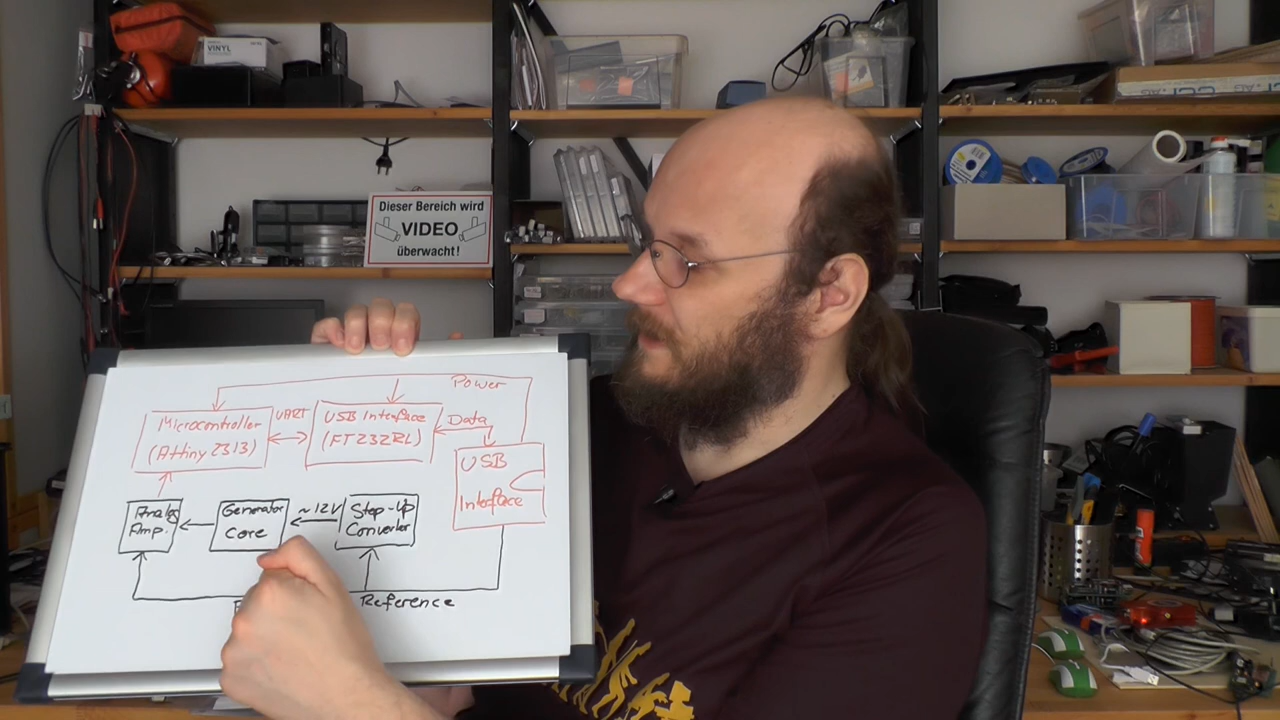 VINYL
Dieser Bereich wird
VIDEO
überwacht!
Power
Microcontroller
(Attiny 2313)
UART
USB Interface
(FT232RL)
Data
USB
Interface
Analog
Amp.
Generator
Core
~12V
Step-Up
Converter
Reference